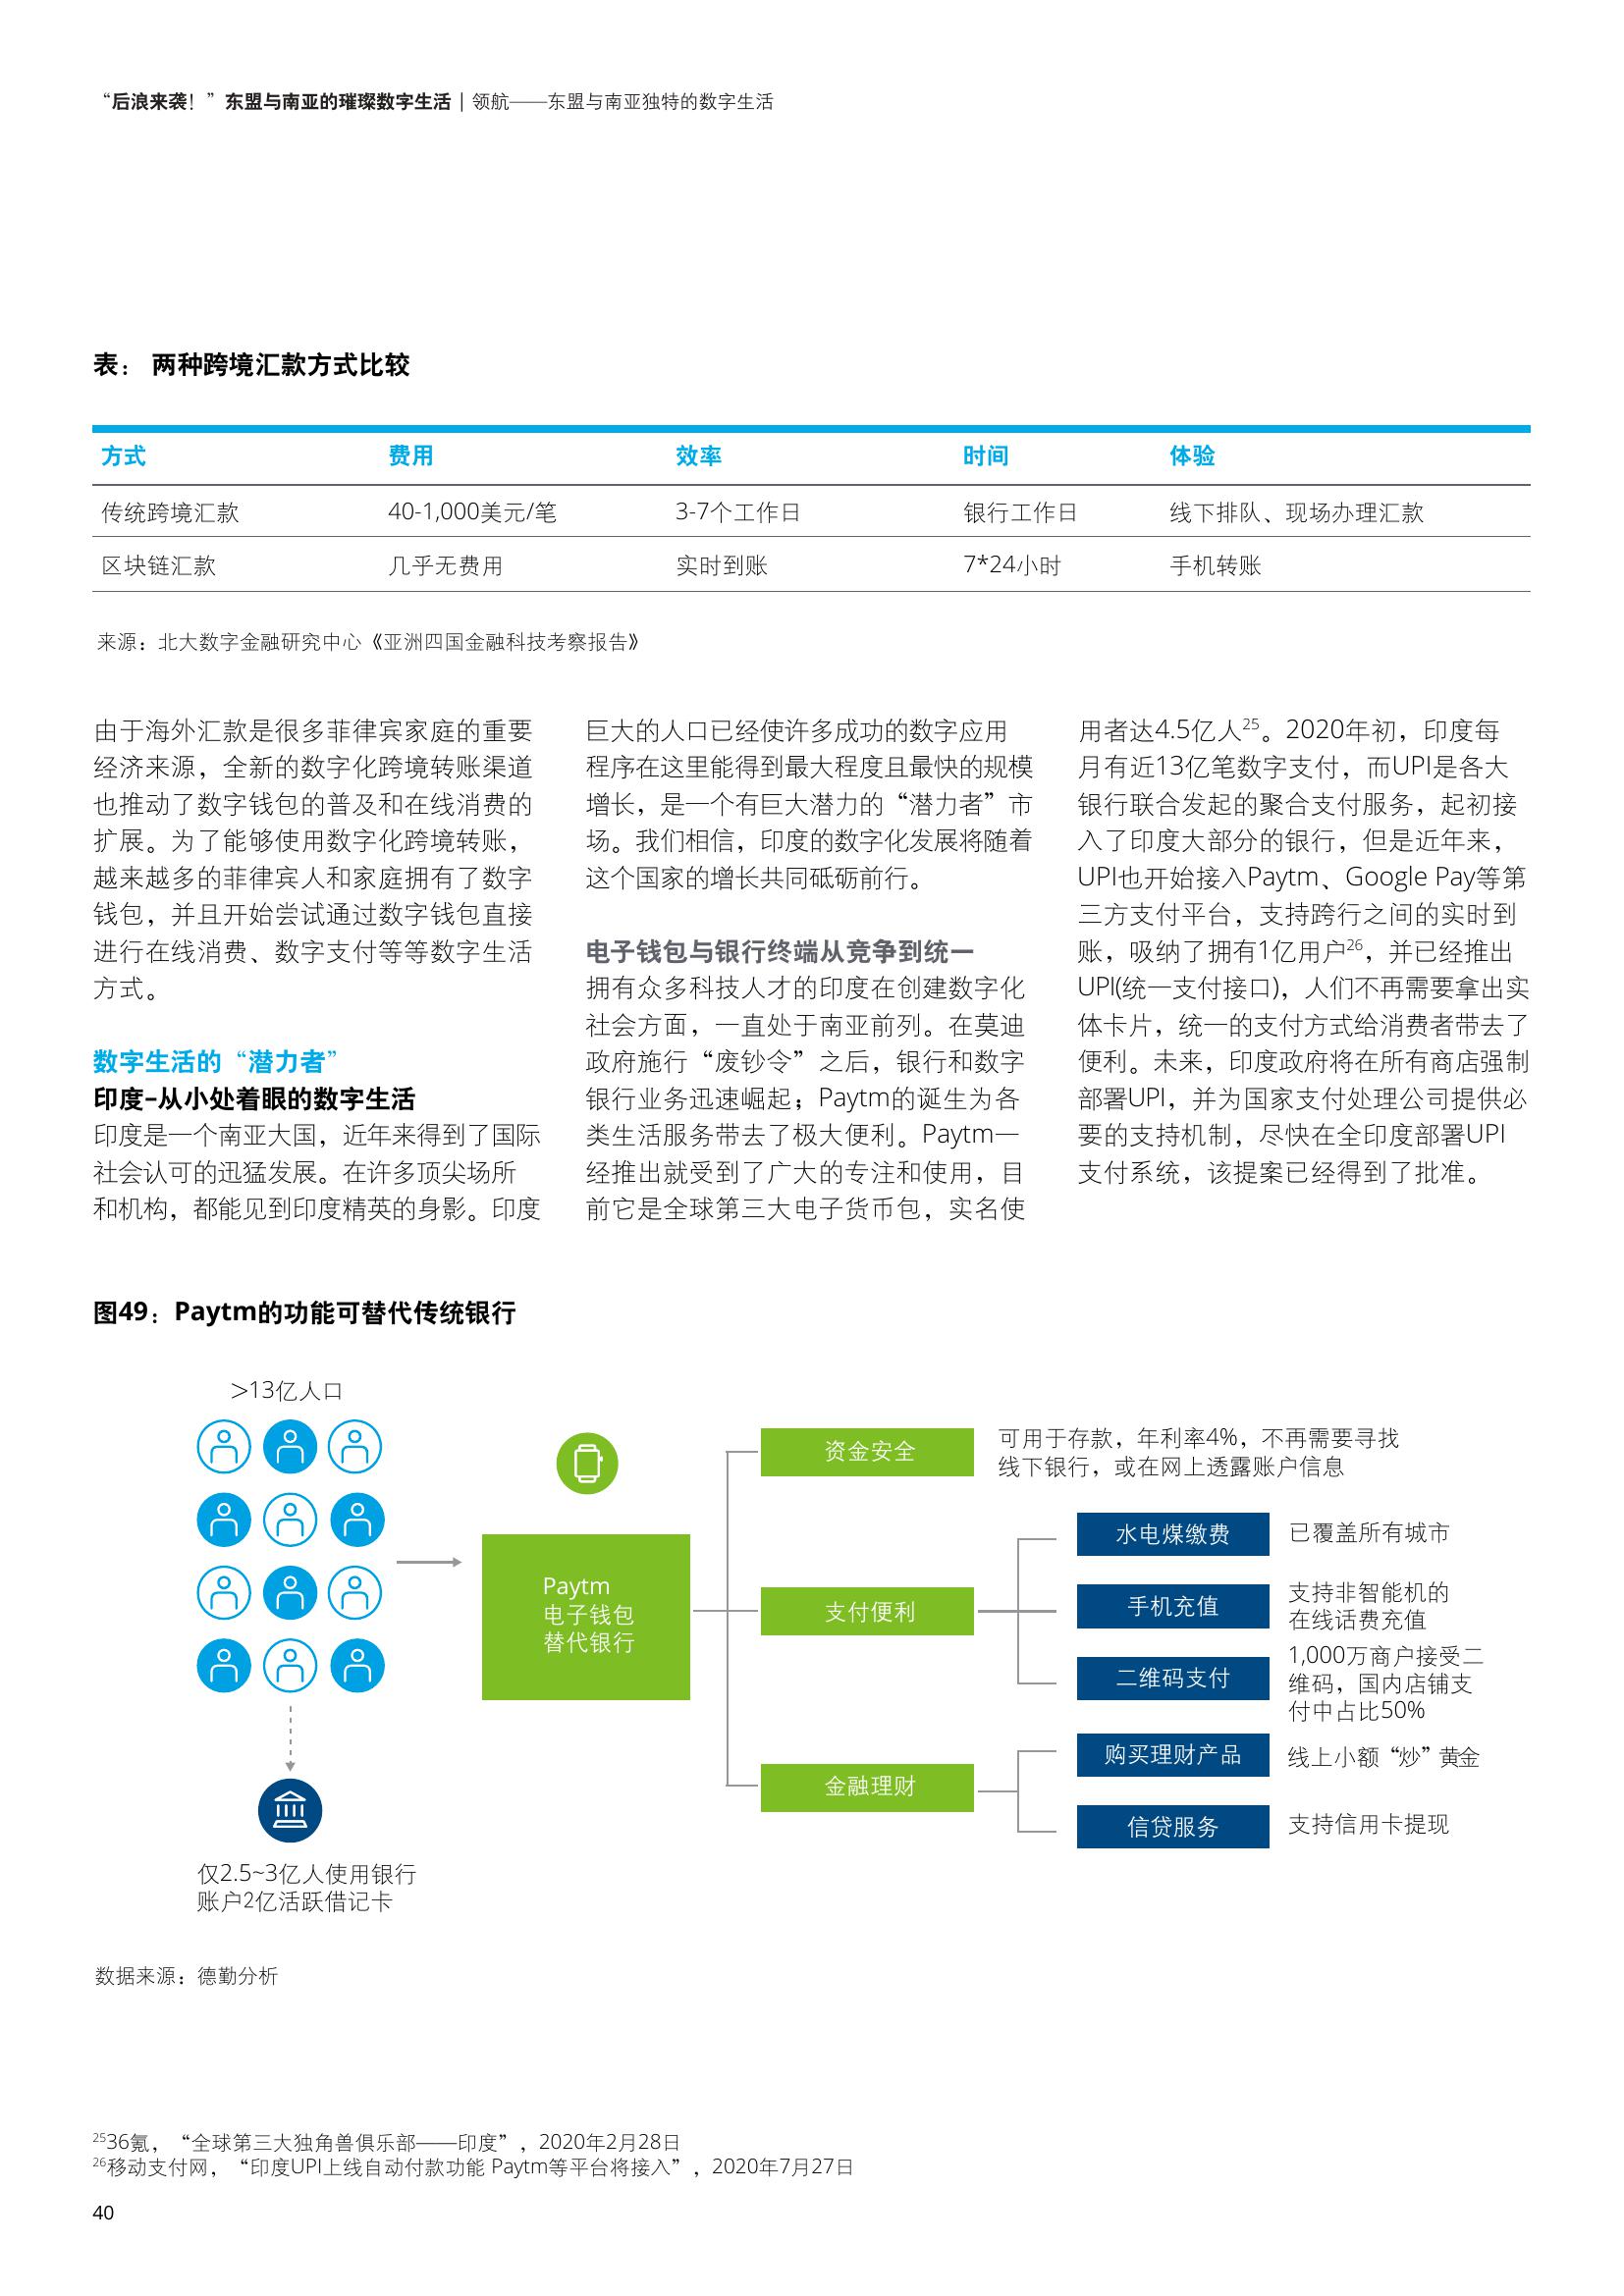 “后浪来袭！”东盟与南亚的璀璨数字生活 | 领航——东盟与南亚独特的数字生活
表： 两种跨境汇款方式比较
方式 费用 效率 时间 体验
传统跨境汇款 40-1,000美元/笔 3-7个工作日 银行工作日 线下排队、现场办理汇款
区块链汇款 几乎无费用 实时到账 7*24小时 手机转账
来源：北大数字金融研究中心《亚洲四国金融科技考察报告》
由于海外汇款是很多菲律宾家庭的重要
经济来源，全新的数字化跨境转账渠道
也推动了数字钱包的普及和在线消费的
扩展。为了能够使用数字化跨境转账，
越来越多的菲律宾人和家庭拥有了数字
钱包，并且开始尝试通过数字钱包直接
进行在线消费、数字支付等等数字生活
方式。
数字生活的“潜力者”
印度–从小处着眼的数字生活
印度是一个南亚大国，近年来得到了国际
社会认可的迅猛发展。在许多顶尖场所
和机构，都能见到印度精英的身影。印度
巨大的人口已经使许多成功的数字应用
程序在这里能得到最大程度且最快的规模
增长，是一个有巨大潜力的“潜力者”市
场。我们相信，印度的数字化发展将随着
这个国家的增长共同砥砺前行。
电子钱包与银行终端从竞争到统一
拥有众多科技人才的印度在创建数字化
社会方面，一直处于南亚前列。在莫迪
政府施行“废钞令”之后，银行和数字
银行业务迅速崛起；Paytm的诞生为各
类生活服务带去了极大便利。Paytm一
经推出就受到了广大的专注和使用，目
前它是全球第三大电子货币包，实名使
用者达4.5亿人25。2020年初，印度每
月有近13亿笔数字支付，而UPI是各大
银行联合发起的聚合支付服务，起初接
入了印度大部分的银行，但是近年来，
UPI也开始接入Paytm、Google Pay等第
三方支付平台，支持跨行之间的实时到
账，吸纳了拥有1亿用户26，并已经推出
UPI(统一支付接口)，人们不再需要拿出实
体卡片，统一的支付方式给消费者带去了
便利。未来，印度政府将在所有商店强制
部署UPI，并为国家支付处理公司提供必
要的支持机制，尽快在全印度部署UPI
支付系统，该提案已经得到了批准。
图49：Paytm的功能可替代传统银行
>13亿人口
仅2.5~3亿人使用银行
账户2亿活跃借记卡
Paytm
电子钱包
替代银行
资金安全
可用于存款，年利率4%，不再需要寻找
线下银行，或在网上透露账户信息
支付便利
水电煤缴费
已覆盖所有城市
手机充值
支持非智能机的
在线话费充值
二维码支付
1,000万商户接受二
维码，国内店铺支
付中占比50%
金融理财
购买理财产品
线上小额“炒”黄金
信贷服务
支持信用卡提现
数据来源：德勤分析
2536氪，“全球第三大独角兽俱乐部——印度”，2020年2月28日
26移动支付网，“印度UPI上线自动付款功能 Paytm等平台将接入”，2020年7月27日
40